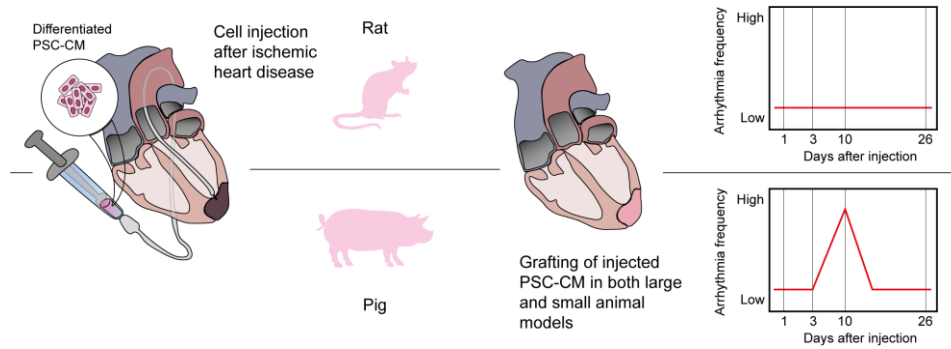 Differentiated
PSC-CM
Cell injection
after ischemic
heart disease
Rat
Pig
Grafting of injected
PSC-CM in both large
and small animal
models
High
Arrhythmia frequency
Low
1 3 10 26
Days after injection
High
Arrhythmia frequency
Low
1 3 10 26
Days after injection